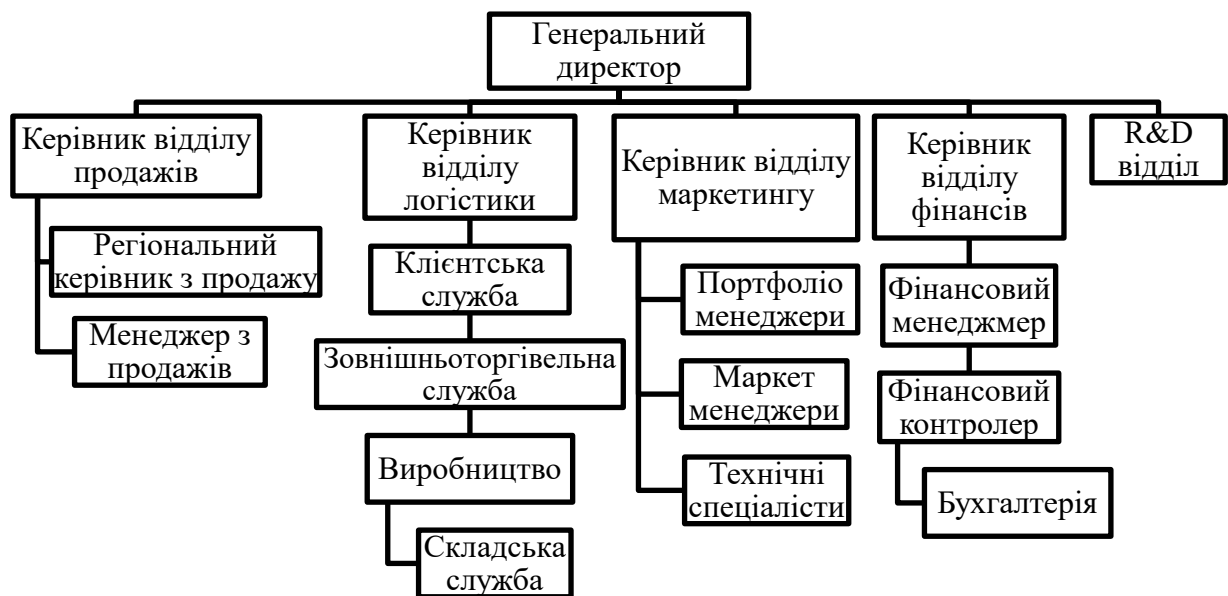 Генеральний
директор
Керівник відділу
продажів
Керівник
відділу
логістики
Керівник відділу
маркетингу
Керівник
відділу
фінансів
R&D
відділ
Регіональний
керівник з продажу
Менеджер з
продажів
Клієнтська
служба
Зовнішньоторгівельна
служба
Виробництво
Складська
служба
Портфоліо
менеджери
Маркет
менеджери
Технічні
спеціалісти
Фінансовий
менеджмер
Фінансовий
контролер
Бухгалтерія